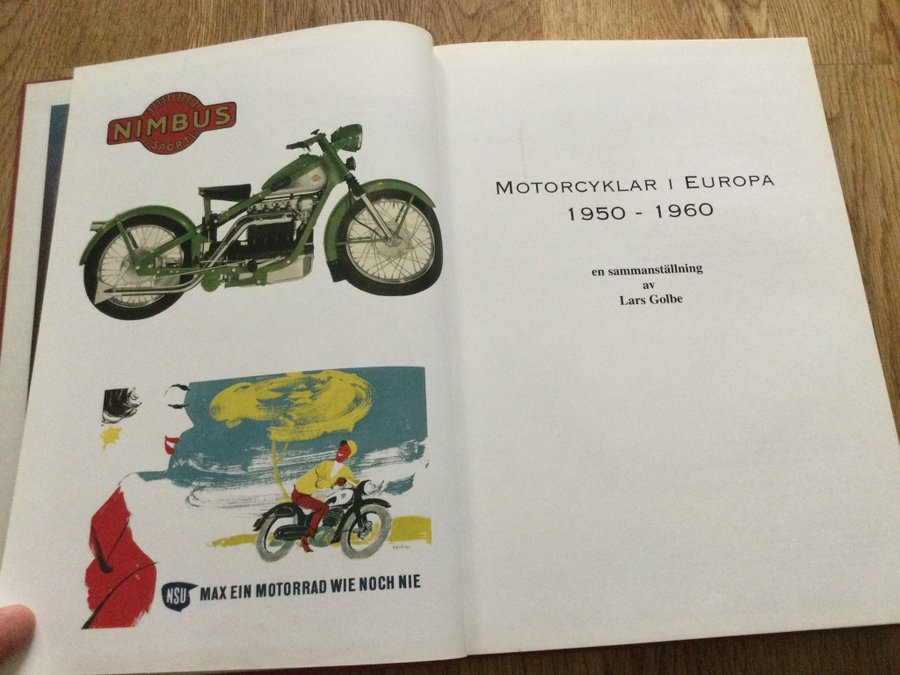 NIMBUS
SPORT
NSU MAX EIN MOTORRAD WIE NOCH NIE
MOTORCYKLAR I EUROPA
1950 - 1960
en sammanställning
av
Lars Golbe